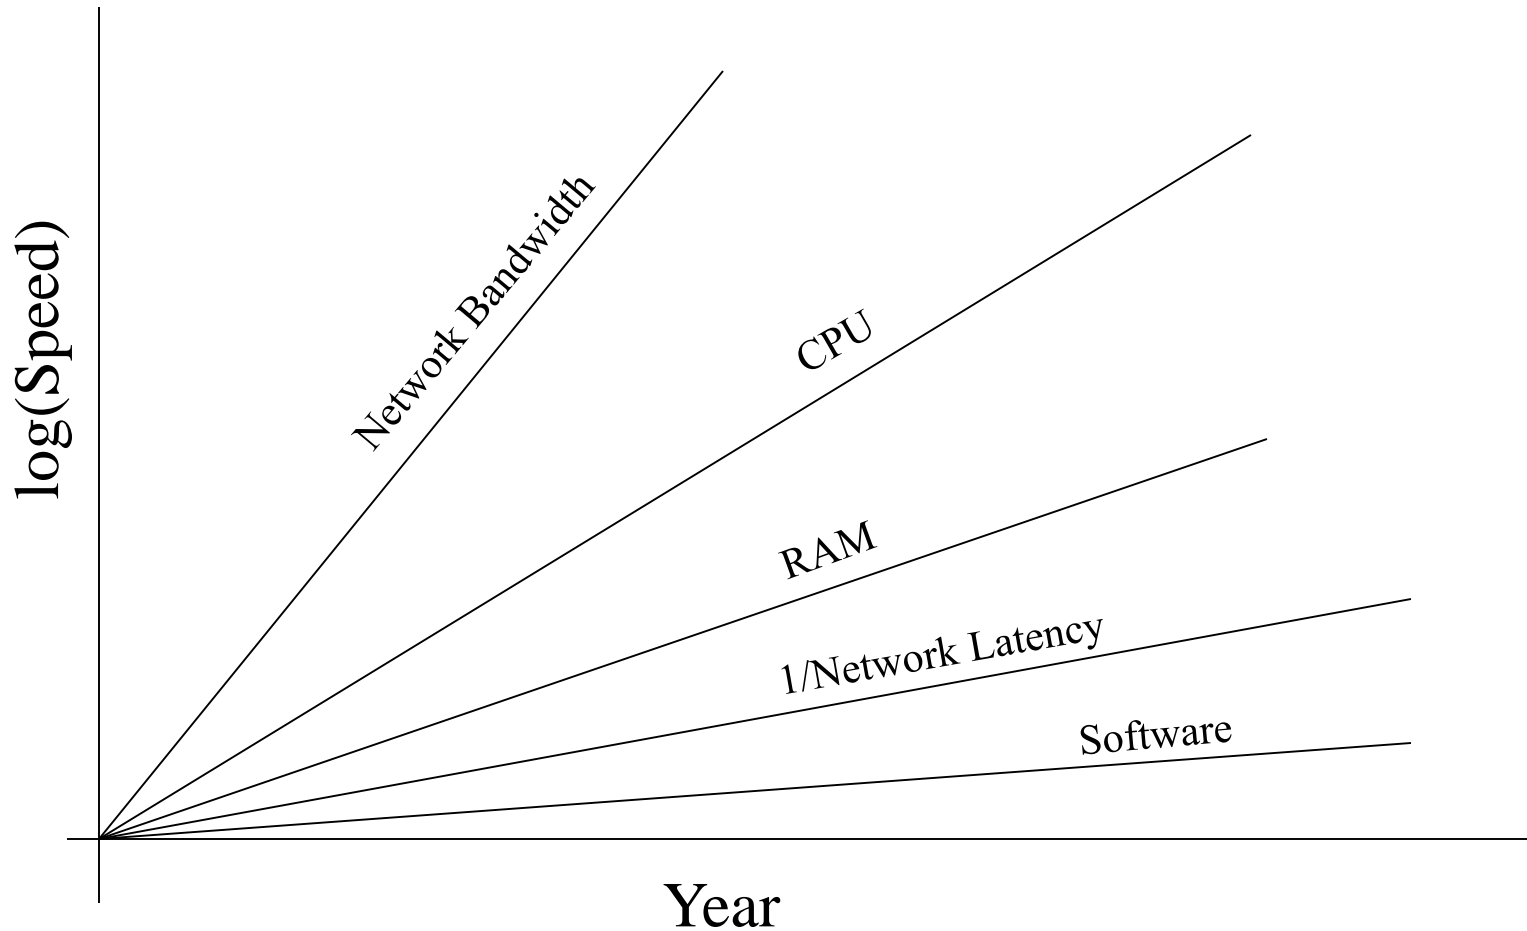 log(Speed)
Network Bandwidth
CPU
RAM
1/Network Latency
Software
Year